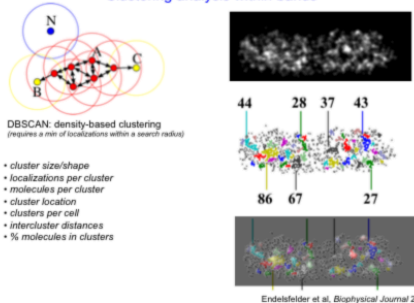 N
A
C
B
DBSCAN: density-based clustering
(requires a min of localizations within a search radius)
• cluster size/shape
• localizations per cluster
• molecules per cluster
• cluster location
• clusters per cell
• intercluster distances
• % molecules in clusters
44 28 37 43
86 67 27
Endelsfelder et al, Biophysical Journal 2